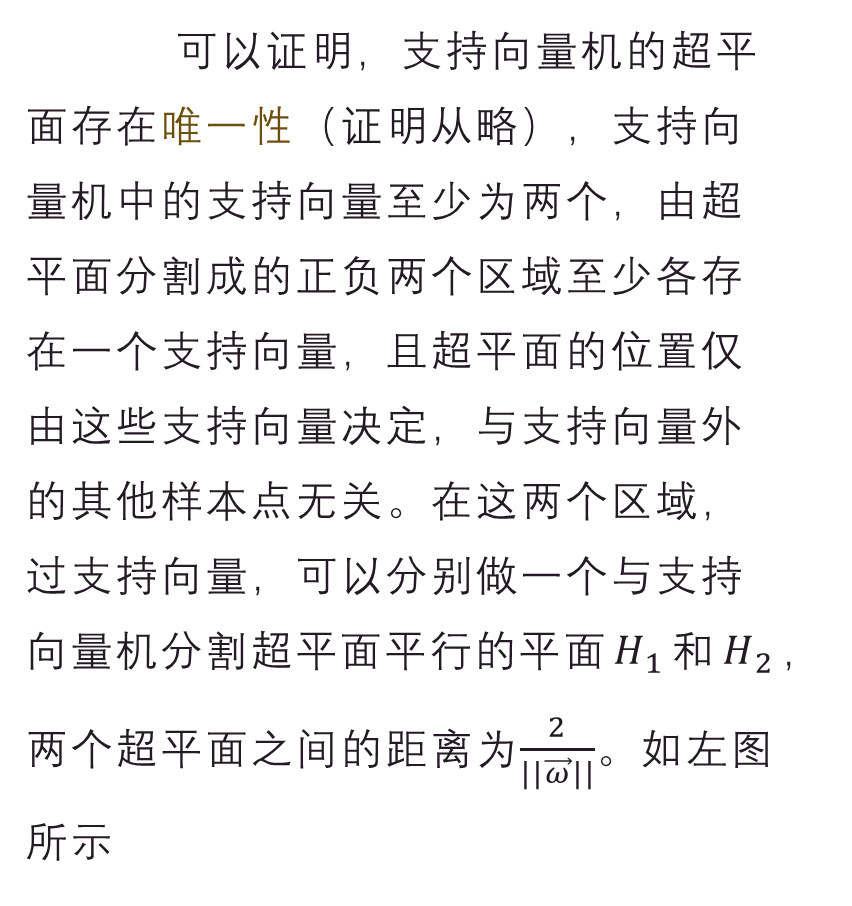 可以证明，支持向量机的超平
面存在唯一性（证明从略），支持向
量机中的支持向量至少为两个，由超
平面分割成的正负两个区域至少各存
在一个支持向量，且超平面的位置仅
由这些支持向量决定，与支持向量外
的其他样本点无关。在这两个区域，
过支持向量，可以分别做一个与支持
向量机分割超平面平行的平面 H₁ 和 H₂，
两个超平面之间的距离为 2/||ω⃗||。如左图
所示